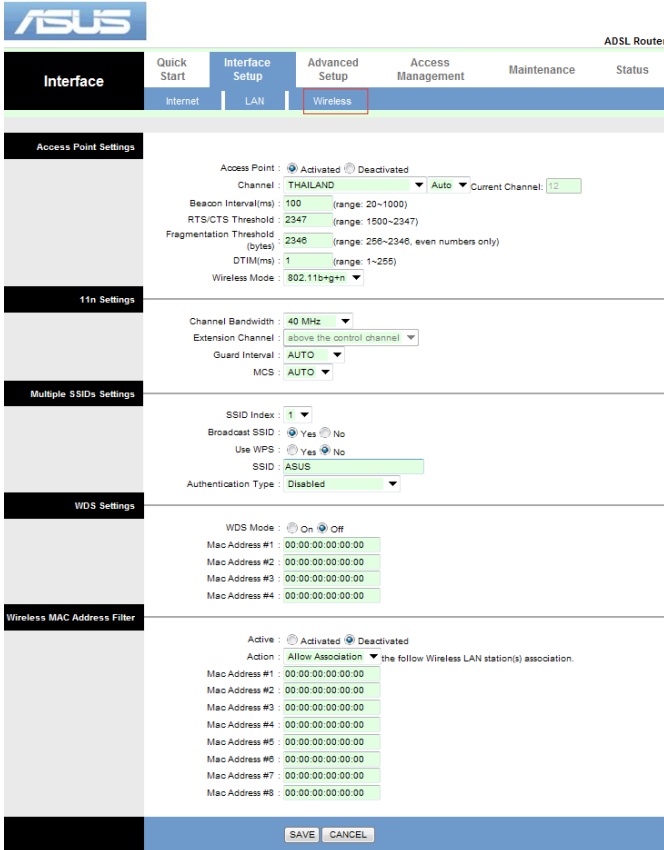 ASUS
ADSL Router
Interface
Quick Start
Interface Setup
Advanced Setup
Access Management
Maintenance
Status
Internet
LAN
Wireless
Access Point Settings
Access Point : Activated Deactivated
Channel : THAILAND Auto Current Channel: 12
Beacon Interval(ms) : 100 (range: 20~1000)
RTS/CTS Threshold : 2347 (range: 1500~2347)
Fragmentation Threshold (bytes) : 2346 (range: 256~2346, even numbers only)
DTIM(ms) : 1 (range: 1~255)
Wireless Mode : 802.11b+g+n
11n Settings
Channel Bandwidth : 40 MHz
Extension Channel : above the control channel
Guard Interval : AUTO
MCS : AUTO
Multiple SSIDs Settings
SSID Index : 1
Broadcast SSID : Yes No
Use WPS : Yes No
SSID : ASUS
Authentication Type : Disabled
WDS Settings
WDS Mode : On Off
Mac Address #1 : 00:00:00:00:00:00
Mac Address #2 : 00:00:00:00:00:00
Mac Address #3 : 00:00:00:00:00:00
Mac Address #4 : 00:00:00:00:00:00
Wireless MAC Address Filter
Active : Activated Deactivated
Action : Allow Association the follow Wireless LAN station(s) association.
Mac Address #1 : 00:00:00:00:00:00
Mac Address #2 : 00:00:00:00:00:00
Mac Address #3 : 00:00:00:00:00:00
Mac Address #4 : 00:00:00:00:00:00
Mac Address #5 : 00:00:00:00:00:00
Mac Address #6 : 00:00:00:00:00:00
Mac Address #7 : 00:00:00:00:00:00
Mac Address #8 : 00:00:00:00:00:00
SAVE CANCEL